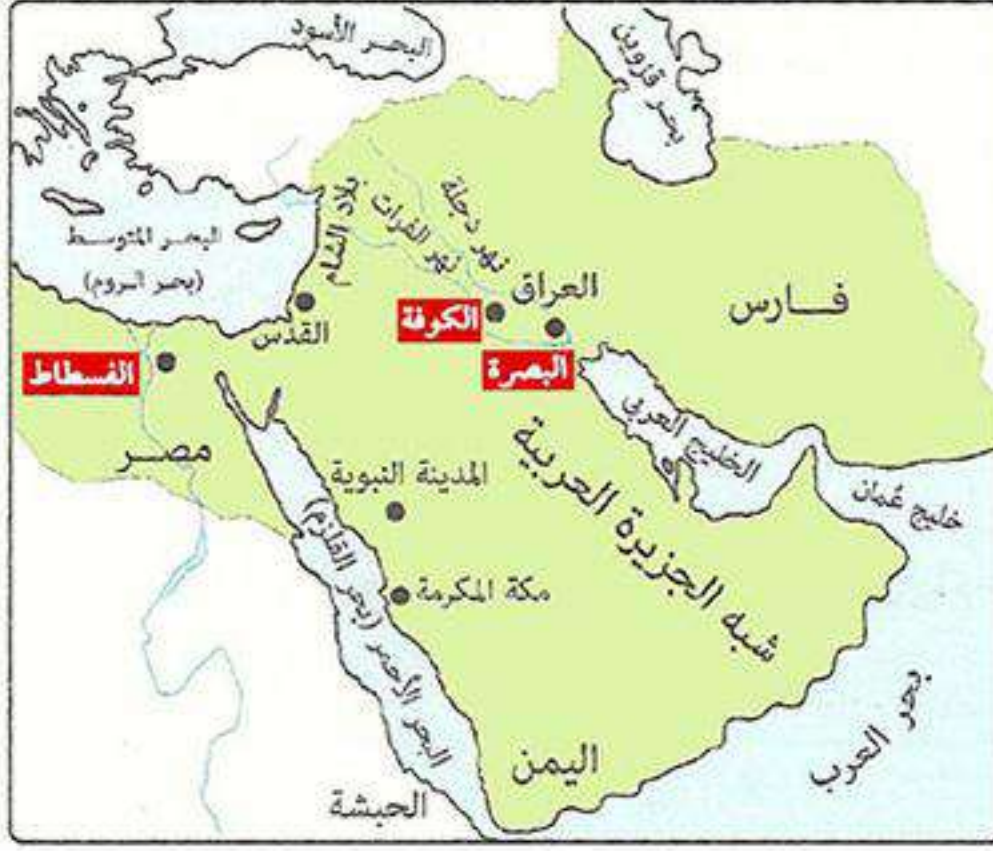 البحر الأسود
بحر قزوين
بلاد الشام
نهر الفرات
نهر دجلة
البحر المتوسط
(بحر الروم)
العراق
فـــارس
الكوفة
القدس
البصرة
الفسطاط
الخليج العربي
مصـــر
المدينة النبوية
خليج عُمان
شبه الجزيرة العربية
مكة المكرمة
البحر الأحمر (بحر القلزم)
بحر العرب
اليمن
الحبشة